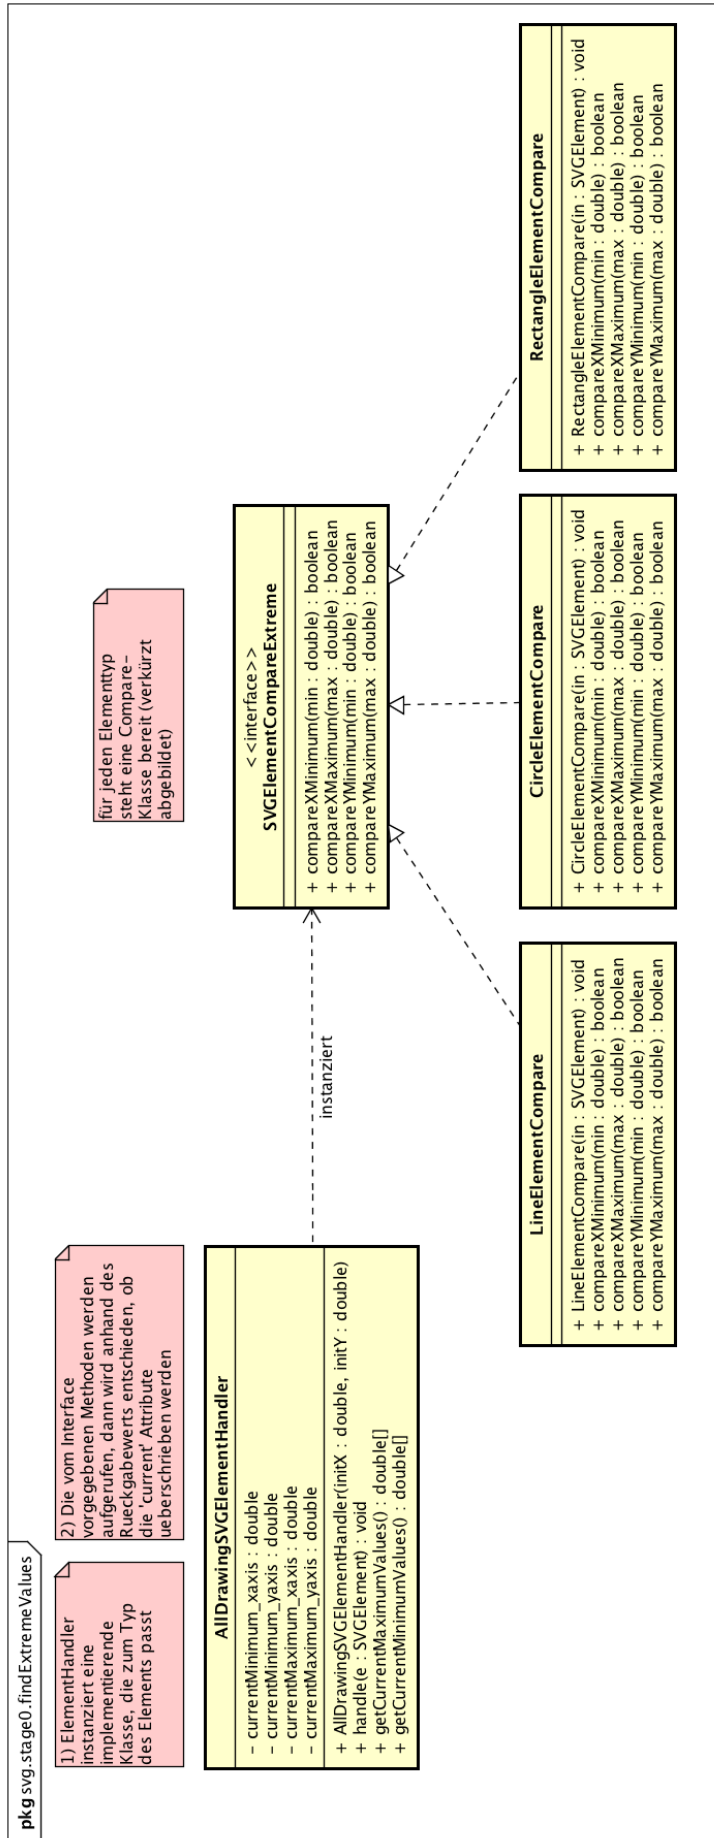 pkg svg.stage0.findExtremeValues
1) ElementHandler
instanziert eine
implementierende
Klasse, die zum Typ
des Elements passt
2) Die vom Interface
vorgegebenen Methoden werden
aufgerufen, dann wird anhand des
Rueckgabewerts entschieden, ob
die 'current' Attribute
ueberschrieben werden
für jeden Elementtyp
steht eine Compare-
Klasse bereit (verkürzt
abgebildet)
AllDrawingSVGElementHandler
- currentMinimum_xaxis : double
- currentMinimum_yaxis : double
- currentMaximum_xaxis : double
- currentMaximum_yaxis : double
+ AllDrawingSVGElementHandler(initX : double, initY : double)
+ handle(e : SVGElement) : void
+ getCurrentMaximumValues() : double[]
+ getCurrentMinimumValues() : double[]
instanziert
<<interface>>
SVGElementCompareExtreme
+ compareXMinimum(min : double) : boolean
+ compareXMaximum(max : double) : boolean
+ compareYMinimum(min : double) : boolean
+ compareYMaximum(max : double) : boolean
LineElementCompare
+ LineElementCompare(in : SVGElement) : void
+ compareXMinimum(min : double) : boolean
+ compareXMaximum(max : double) : boolean
+ compareYMinimum(min : double) : boolean
+ compareYMaximum(max : double) : boolean
CircleElementCompare
+ CircleElementCompare(in : SVGElement) : void
+ compareXMinimum(min : double) : boolean
+ compareXMaximum(max : double) : boolean
+ compareYMinimum(min : double) : boolean
+ compareYMaximum(max : double) : boolean
RectangleElementCompare
+ RectangleElementCompare(in : SVGElement) : void
+ compareXMinimum(min : double) : boolean
+ compareXMaximum(max : double) : boolean
+ compareYMinimum(min : double) : boolean
+ compareYMaximum(max : double) : boolean